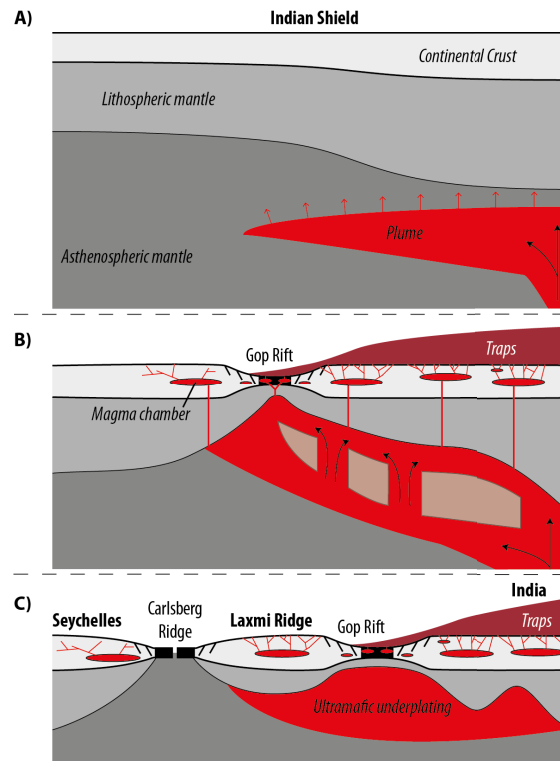 A)
Indian Shield
Continental Crust
Lithospheric mantle
Plume
Asthenospheric mantle
B)
Gop Rift
Traps
Magma chamber
C)
India
Seychelles
Carlsberg
Ridge
Laxmi Ridge
Gop Rift
Traps
Ultramafic underplating